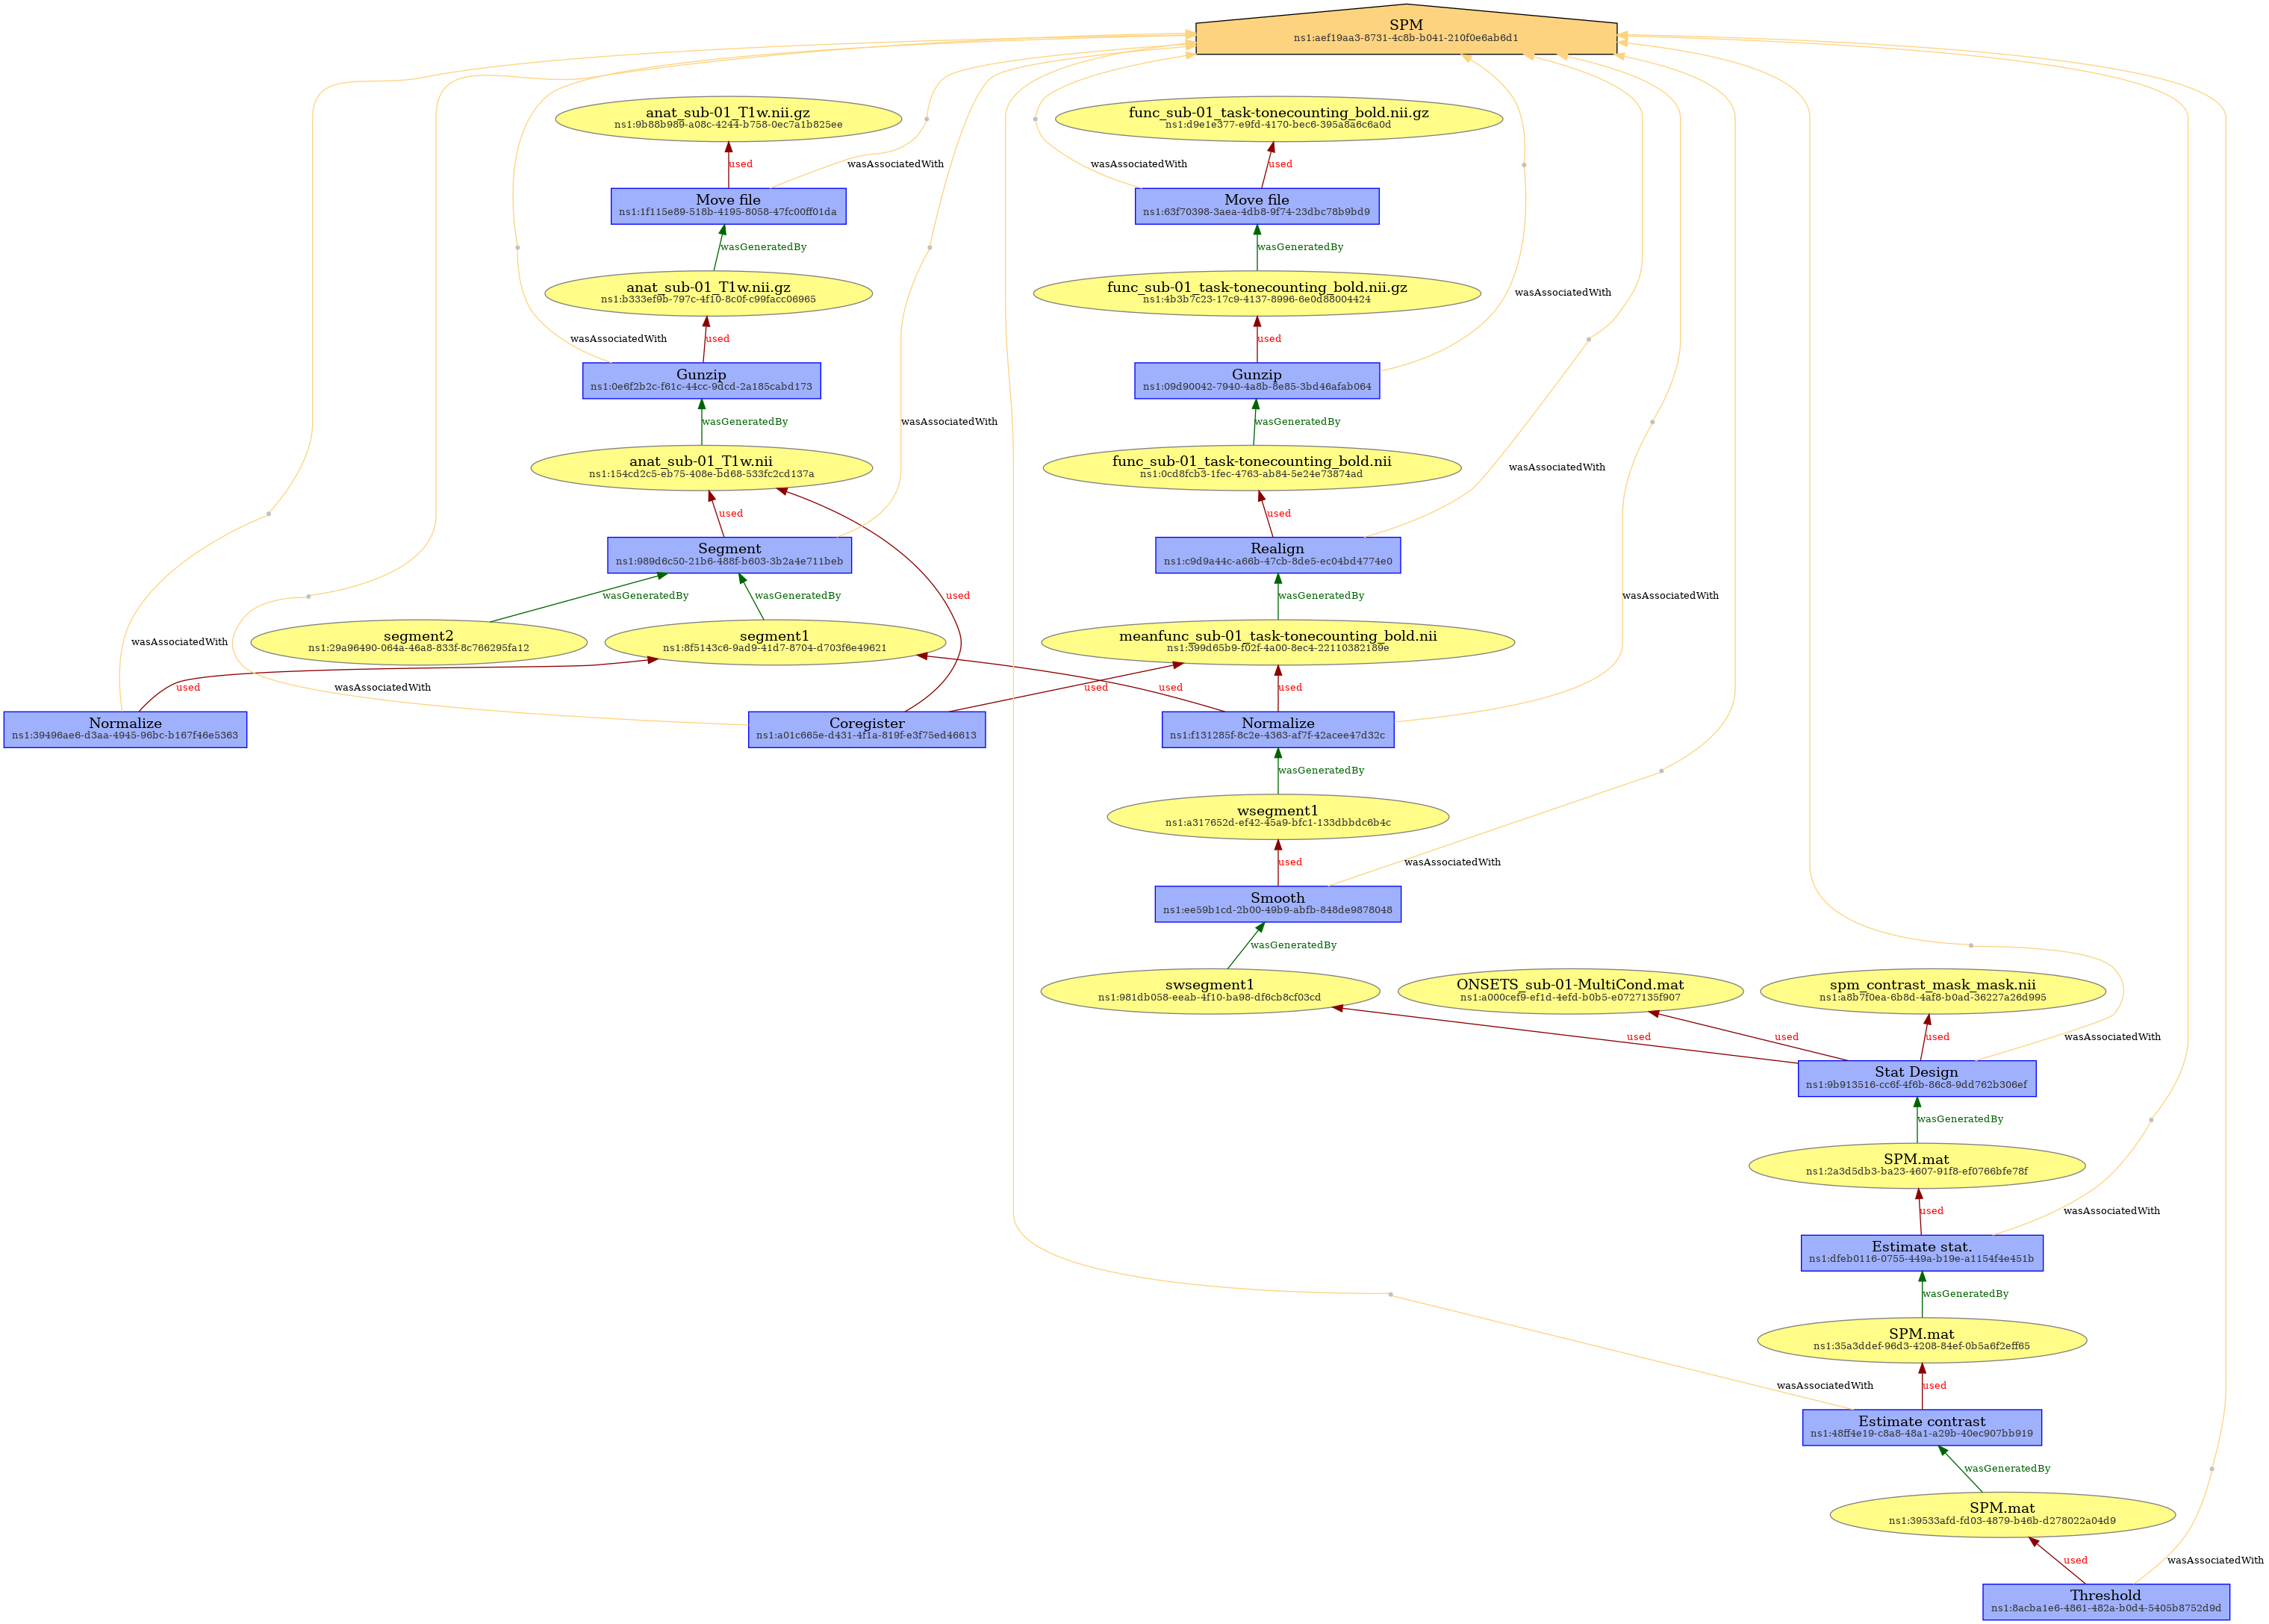 SPM
ns1:aef19aa3-8731-4c8b-b041-210f0e6ab6d1
anat_sub-01_T1w.nii.gz
ns1:9b88b989-a08c-4244-b758-0ec7a1b825ee
func_sub-01_task-tonecounting_bold.nii.gz
ns1:d9e1e377-e9fd-4170-bec6-395a8a6c6a0d
used
wasAssociatedWith
wasAssociatedWith
used
Move file
ns1:1f115e89-518b-4195-8058-47fc00ff01da
Move file
ns1:63f70398-3aea-4db8-9f74-23dbc78b9bd9
wasGeneratedBy
wasGeneratedBy
anat_sub-01_T1w.nii.gz
ns1:b333ef9b-797c-4f10-8c0f-c99facc06965
func_sub-01_task-tonecounting_bold.nii.gz
ns1:4b3b7c23-17c9-4137-8996-6e0d88004424
wasAssociatedWith
wasAssociatedWith
used
used
Gunzip
ns1:0e6f2b2c-f61c-44cc-9dcd-2a185cabd173
Gunzip
ns1:09d90042-7940-4a8b-8e85-3bd46afab064
wasGeneratedBy
wasAssociatedWith
wasGeneratedBy
anat_sub-01_T1w.nii
ns1:154cd2c5-eb75-408e-bd68-533fc2cd137a
func_sub-01_task-tonecounting_bold.nii
ns1:0cd8fcb3-1fec-4763-ab84-5e24e73874ad
wasAssociatedWith
used
used
Segment
ns1:989d6c50-21b6-488f-b603-3b2a4e711beb
Realign
ns1:c9d9a44c-a66b-47cb-8de5-ec04bd4774e0
wasGeneratedBy
wasGeneratedBy
used
wasGeneratedBy
wasAssociatedWith
wasAssociatedWith
segment2
ns1:29a96490-064a-46a8-833f-8c766295fa12
segment1
ns1:8f5143c6-9ad9-41d7-8704-d703f6e49621
meanfunc_sub-01_task-tonecounting_bold.nii
ns1:399d65b9-f02f-4a00-8ec4-22110382189e
used
wasAssociatedWith
used
used
used
Normalize
ns1:39496ae6-d3aa-4945-96bc-b167f46e5363
Coregister
ns1:a01c665e-d431-4f1a-819f-e3f75ed46613
Normalize
ns1:f131285f-8c2e-4363-af7f-42acee47d32c
wasGeneratedBy
wsegment1
ns1:a317652d-ef42-45a9-bfc1-133dbbdc6b4c
used
wasAssociatedWith
Smooth
ns1:ee59b1cd-2b00-49b9-abfb-848de9878048
wasGeneratedBy
swsegment1
ns1:981db058-eeab-4f10-ba98-df6cb8cf03cd
ONSETS_sub-01-MultiCond.mat
ns1:a000cef9-ef1d-4efd-b0b5-e0727135f907
spm_contrast_mask_mask.nii
ns1:a8b7f0ea-6b8d-4af8-b0ad-36227a26d995
used
used
used
wasAssociatedWith
Stat Design
ns1:9b913516-cc6f-4f6b-86c8-9dd762b306ef
wasGeneratedBy
SPM.mat
ns1:2a3d5db3-ba23-4607-91f8-ef0766bfe78f
used
wasAssociatedWith
Estimate stat.
ns1:dfeb0116-0755-449a-b19e-a1154f4e451b
wasGeneratedBy
SPM.mat
ns1:35a3ddef-96d3-4208-84ef-0b5a6f2eff65
wasAssociatedWith
used
Estimate contrast
ns1:48ff4e19-c8a8-48a1-a29b-40ec907bb919
wasGeneratedBy
SPM.mat
ns1:39533afd-fd03-4879-b46b-d278022a04d9
used
wasAssociatedWith
Threshold
ns1:8acba1e6-4861-482a-b0d4-5405b8752d9d